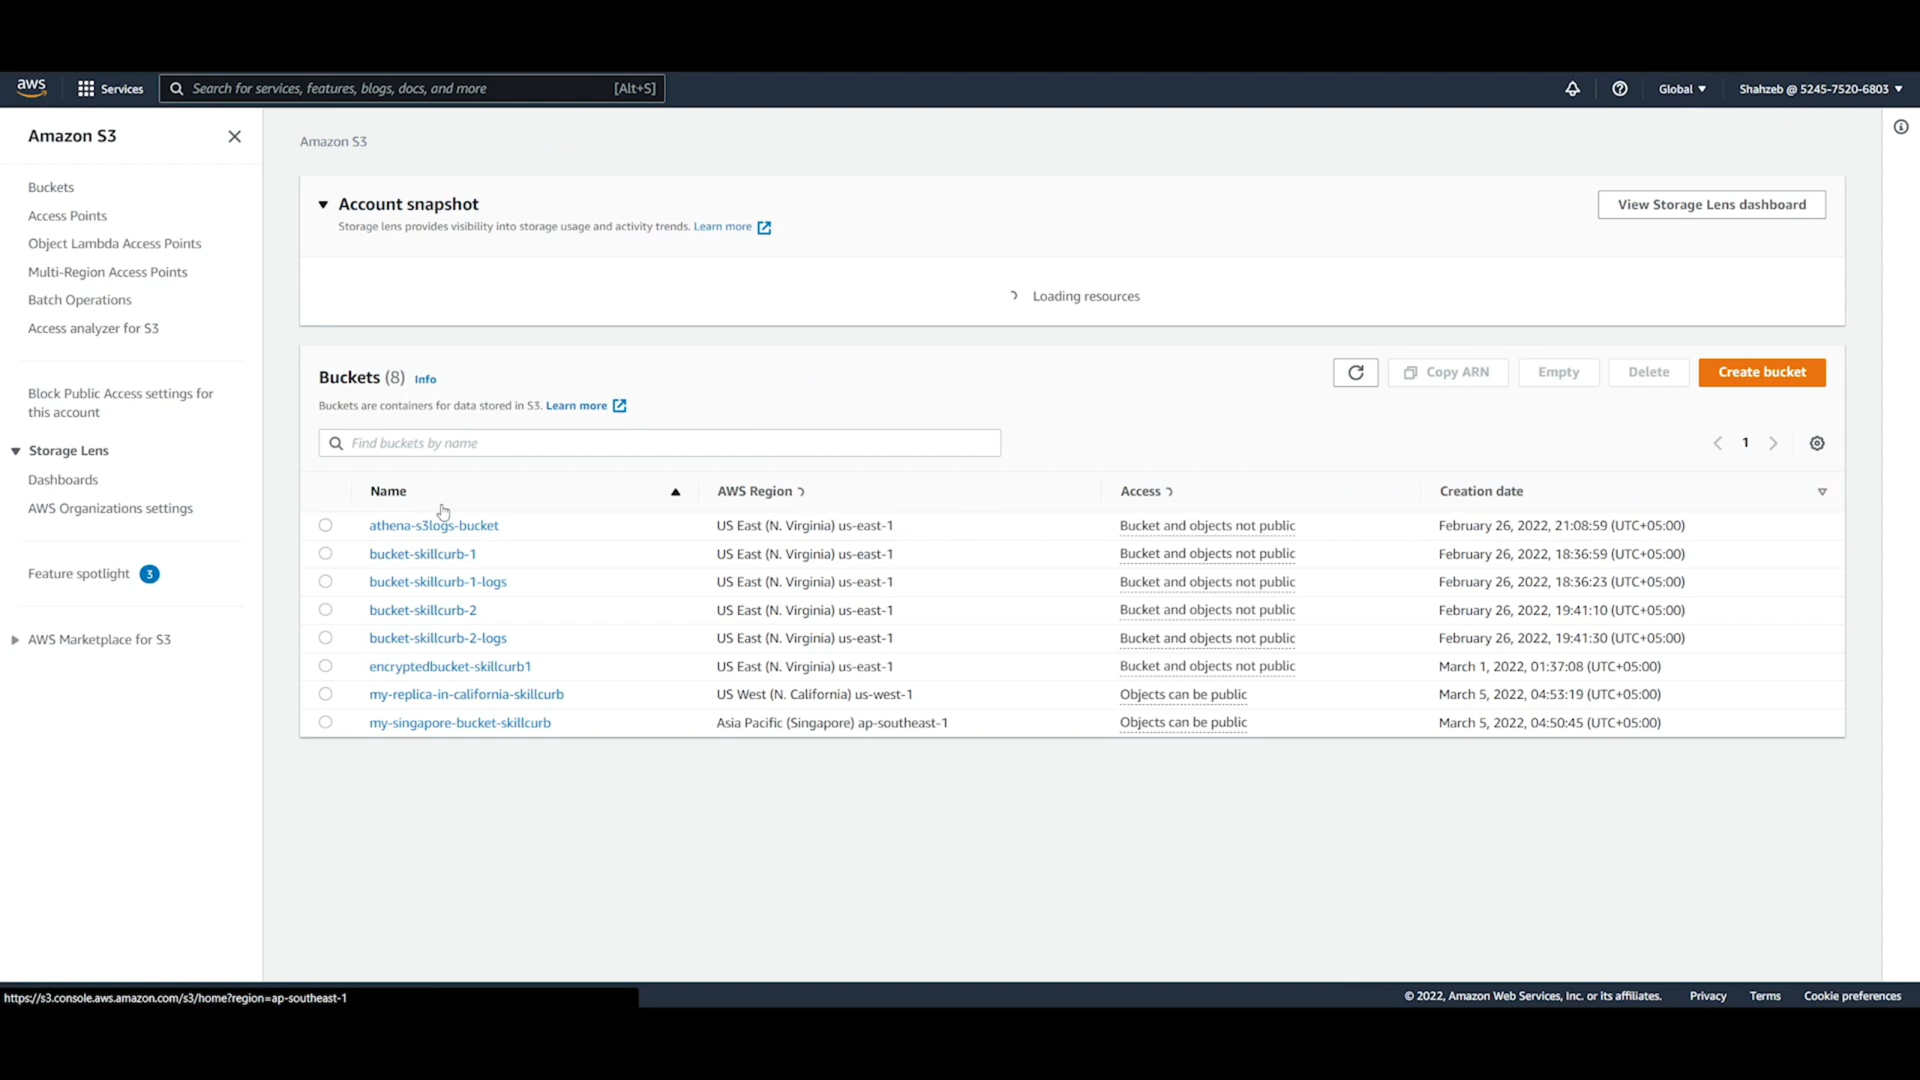 aws
Services
Search for services, features, blogs, docs, and more
[Alt+S]
Global
Shahzeb @ 5245-7520-6803
Amazon S3
Buckets
Access Points
Object Lambda Access Points
Multi-Region Access Points
Batch Operations
Access analyzer for S3
Block Public Access settings for
this account
Storage Lens
Dashboards
AWS Organizations settings
Feature spotlight 3
AWS Marketplace for S3
Amazon S3
Account snapshot
Storage lens provides visibility into storage usage and activity trends. Learn more
View Storage Lens dashboard
Loading resources
Buckets (8) Info
Buckets are containers for data stored in S3. Learn more
Copy ARN
Empty
Delete
Create bucket
Find buckets by name
1
Name AWS Region Access Creation date
athena-s3logs-bucket US East (N. Virginia) us-east-1 Bucket and objects not public February 26, 2022, 21:08:59 (UTC+05:00)
bucket-skillcurb-1 US East (N. Virginia) us-east-1 Bucket and objects not public February 26, 2022, 18:36:59 (UTC+05:00)
bucket-skillcurb-1-logs US East (N. Virginia) us-east-1 Bucket and objects not public February 26, 2022, 18:36:23 (UTC+05:00)
bucket-skillcurb-2 US East (N. Virginia) us-east-1 Bucket and objects not public February 26, 2022, 19:41:10 (UTC+05:00)
bucket-skillcurb-2-logs US East (N. Virginia) us-east-1 Bucket and objects not public February 26, 2022, 19:41:30 (UTC+05:00)
encryptedbucket-skillcurb1 US East (N. Virginia) us-east-1 Bucket and objects not public March 1, 2022, 01:37:08 (UTC+05:00)
my-replica-in-california-skillcurb US West (N. California) us-west-1 Objects can be public March 5, 2022, 04:53:19 (UTC+05:00)
my-singapore-bucket-skillcurb Asia Pacific (Singapore) ap-southeast-1 Objects can be public March 5, 2022, 04:50:45 (UTC+05:00)
https://s3.console.aws.amazon.com/s3/home?region=ap-southeast-1
© 2022, Amazon Web Services, Inc. or its affiliates. Privacy Terms Cookie preferences